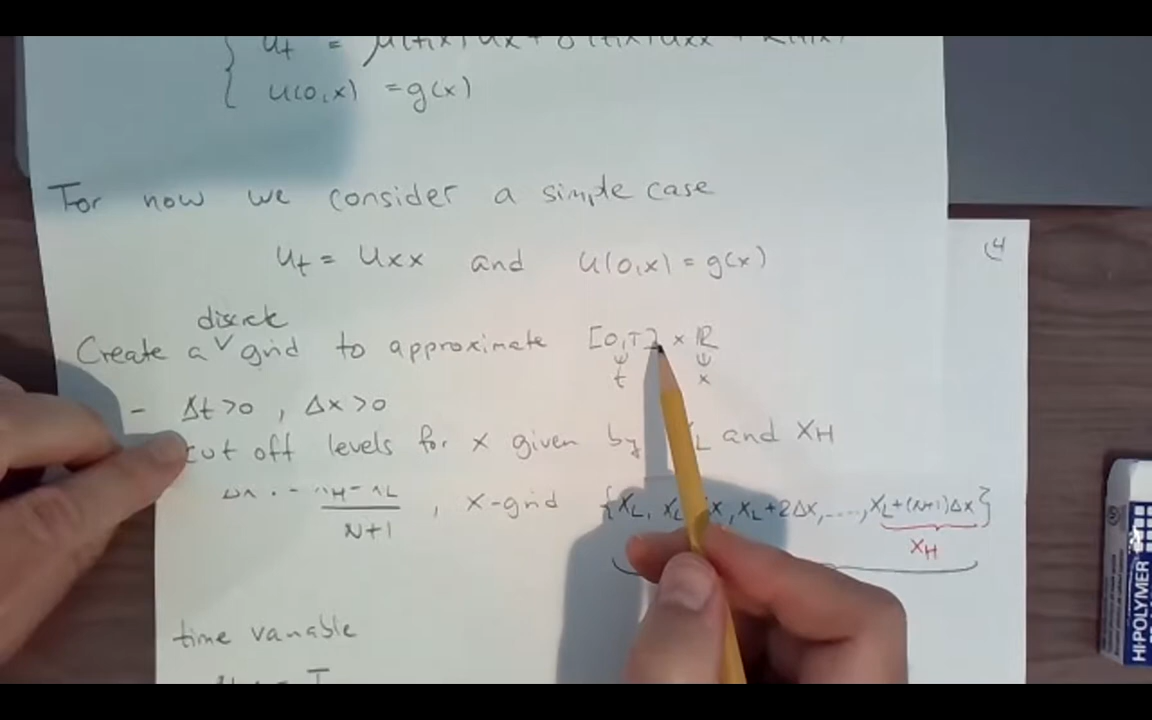 u(0,x) = g(x)
For now we consider a simple case
4
ut = uxx and u(0,x) = g(x)
discrete
Create a grid to approximate [0,T] × ℝ
t x
- Δt>0 , Δx>0
cut off levels for x given by L and XH
N+1 , x-grid {XL, XL+2Δx, ...., XL+(N+1)Δx}
XH
time variable
T
HI-POLYMER